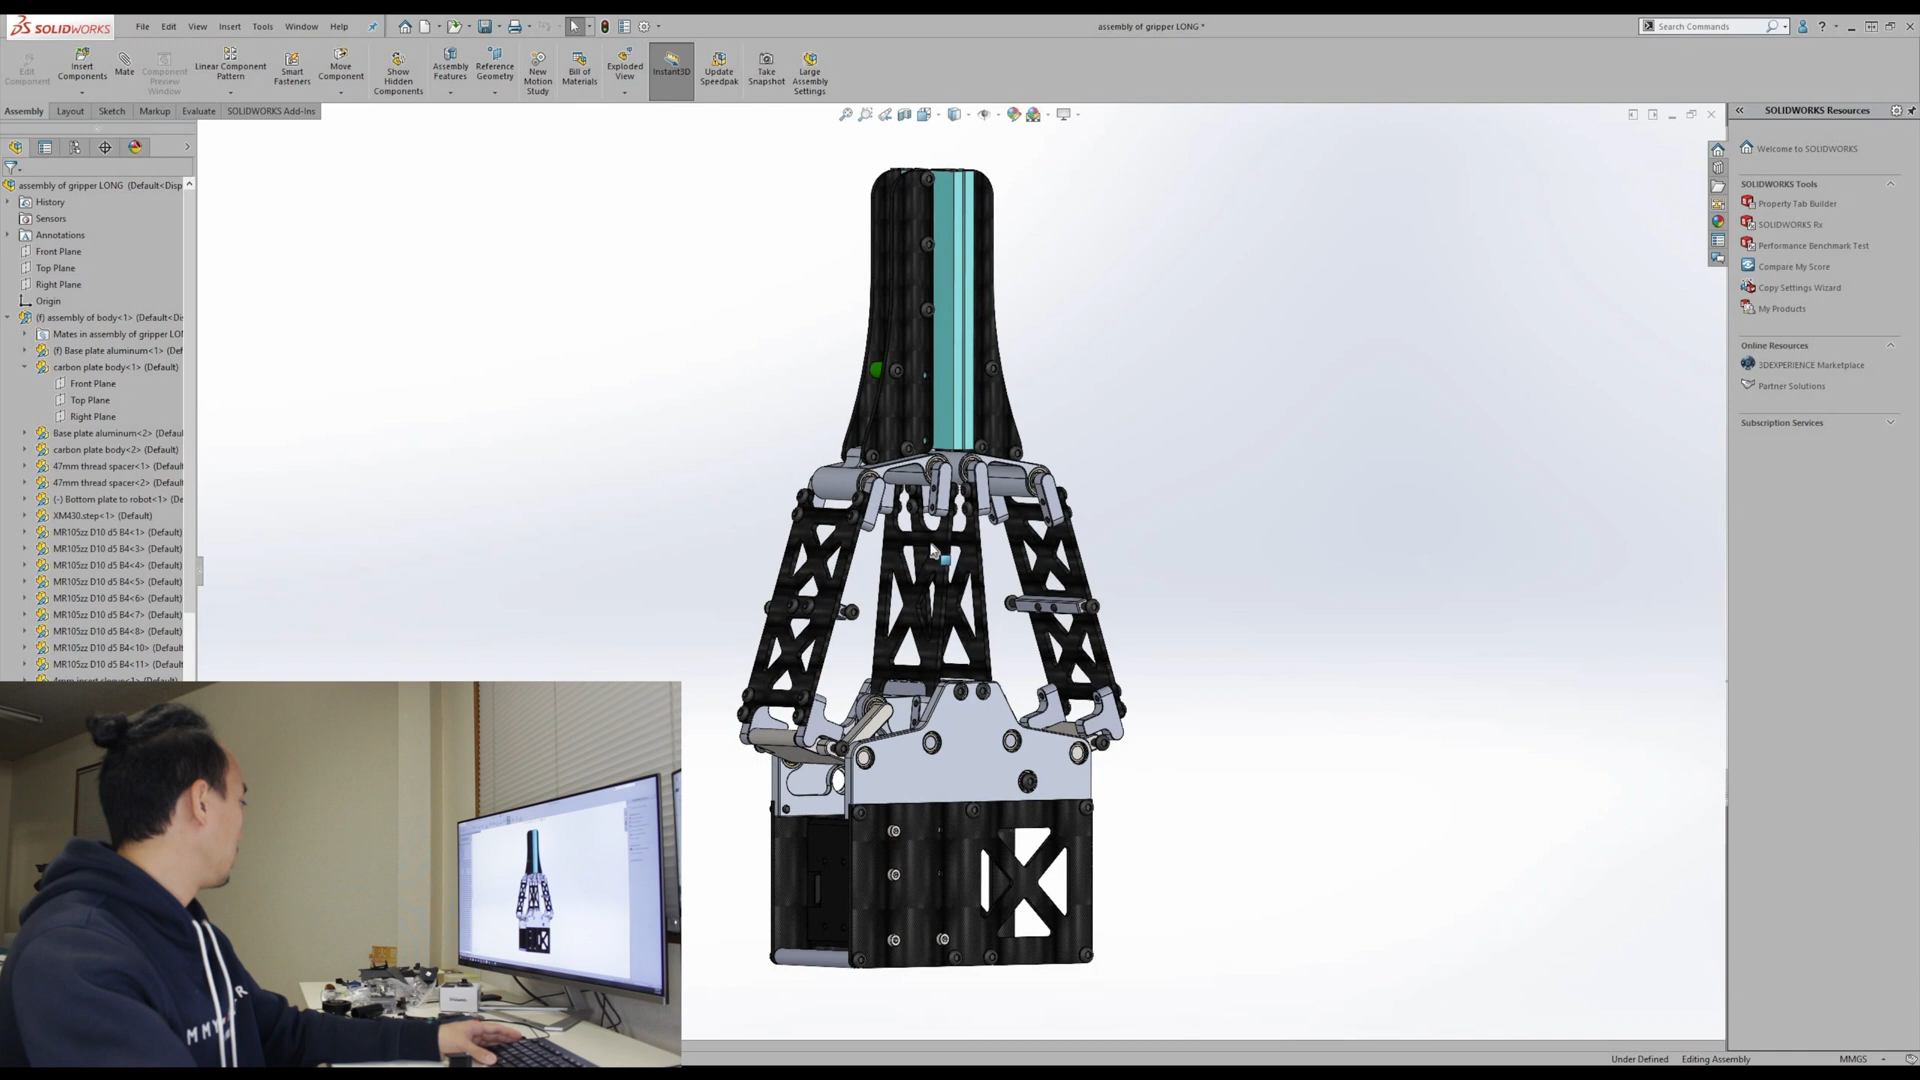 SOLIDWORKS
File Edit View Insert Tools Window Help
assembly of gripper LONG *
Search Commands
Edit Component
Insert Components
Mate
Component Preview Window
Linear Component Pattern
Smart Fasteners
Move Component
Show Hidden Components
Assembly Features
Reference Geometry
New Motion Study
Bill of Materials
Exploded View
Instant3D
Update Speedpak
Take Snapshot
Large Assembly Settings
Assembly Layout Sketch Markup Evaluate SOLIDWORKS Add-Ins
assembly of gripper LONG (Default<Disp
History
Sensors
Annotations
Front Plane
Top Plane
Right Plane
Origin
(f) assembly of body<1> (Default<Dis
Mates in assembly of gripper LON
(f) Base plate aluminum<1> (Def
carbon plate body<1> (Default)
Front Plane
Top Plane
Right Plane
Base plate aluminum<2> (Defaul
carbon plate body<2> (Default)
47mm thread spacer<1> (Default)
47mm thread spacer<2> (Default)
(-) Bottom plate to robot<1> (De
XM430.step<1> (Default)
MR105zz D10 d5 B4<1> (Default)
MR105zz D10 d5 B4<3> (Default)
MR105zz D10 d5 B4<4> (Default)
MR105zz D10 d5 B4<5> (Default)
MR105zz D10 d5 B4<6> (Default)
MR105zz D10 d5 B4<7> (Default)
MR105zz D10 d5 B4<8> (Default)
MR105zz D10 d5 B4<10> (Default)
MR105zz D10 d5 B4<11> (Default)
SOLIDWORKS Resources
Welcome to SOLIDWORKS
SOLIDWORKS Tools
Property Tab Builder
SOLIDWORKS Rx
Performance Benchmark Test
Compare My Score
Copy Settings Wizard
My Products
Online Resources
3DEXPERIENCE Marketplace
Partner Solutions
Subscription Services
Under Defined Editing Assembly MMGS